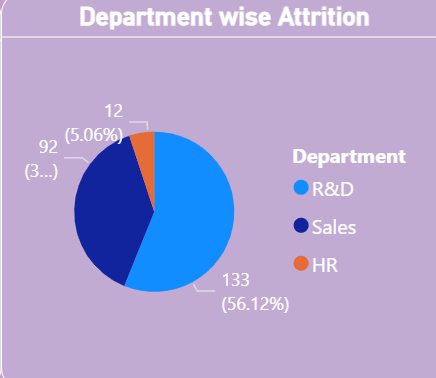 Department wise Attrition
12
(5.06%)
92
(3...)
Department
R&D
Sales
HR
133
(56.12%)